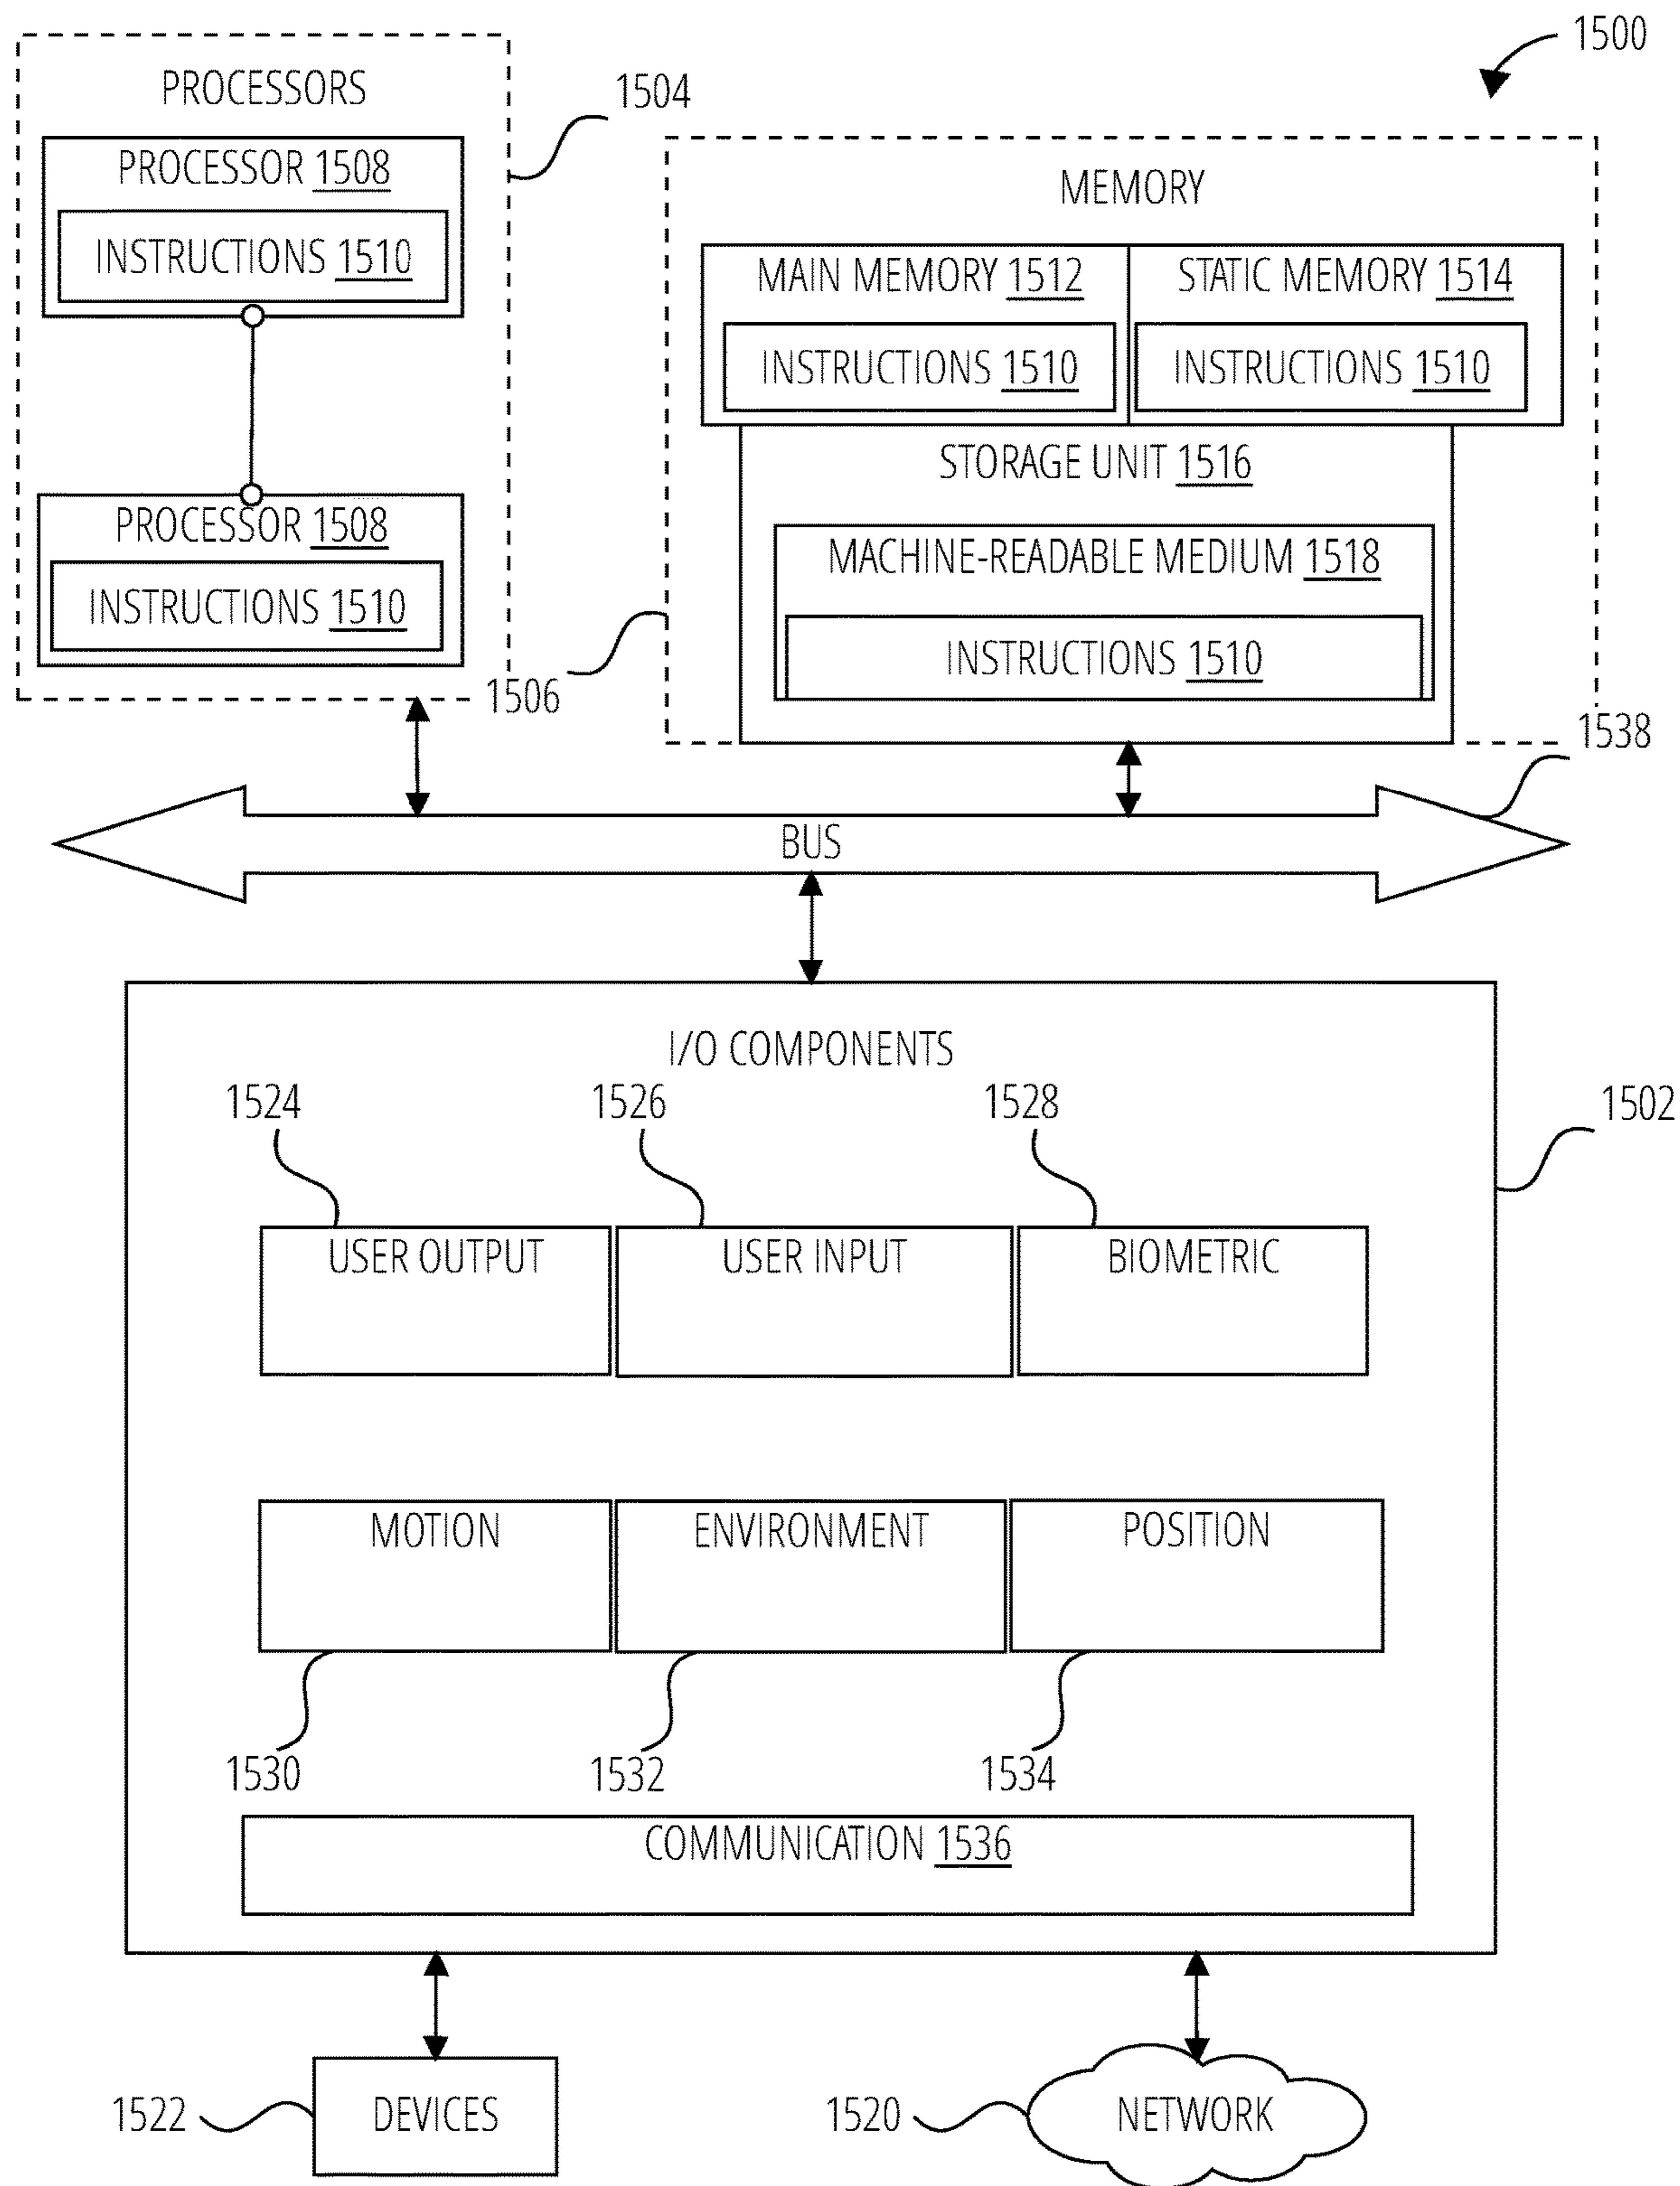 1500
PROCESSORS
1504
PROCESSOR 1508
INSTRUCTIONS 1510
PROCESSOR 1508
INSTRUCTIONS 1510
MEMORY
MAIN MEMORY 1512
INSTRUCTIONS 1510
STATIC MEMORY 1514
INSTRUCTIONS 1510
STORAGE UNIT 1516
MACHINE-READABLE MEDIUM 1518
INSTRUCTIONS 1510
1506
1538
BUS
I/O COMPONENTS
1502
1524
1526
1528
USER OUTPUT
USER INPUT
BIOMETRIC
MOTION
ENVIRONMENT
POSITION
1530
1532
1534
COMMUNICATION 1536
1522
DEVICES
1520
NETWORK